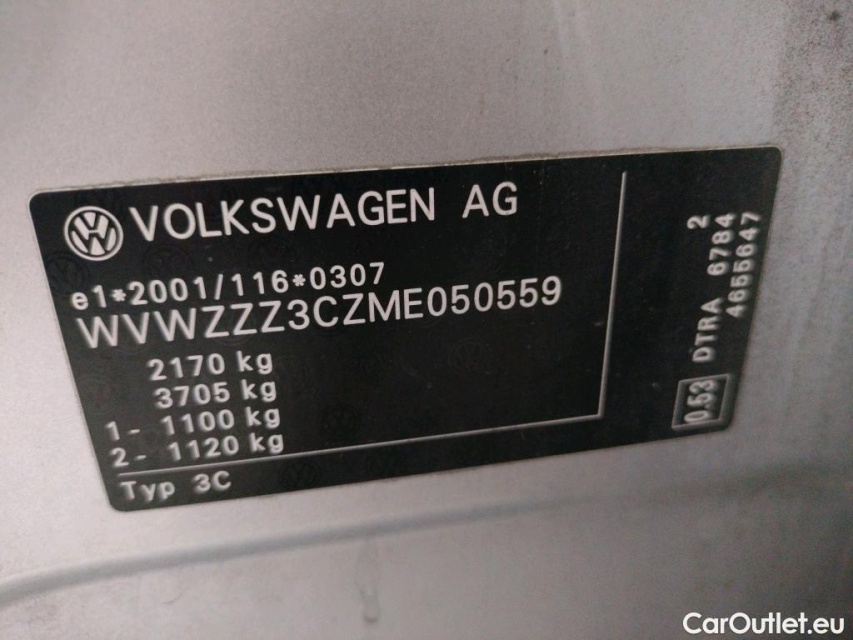 VOLKSWAGEN AG
e1*2001/116*0307
WVWZZZ3CZME050559
2170 kg
3705 kg
1- 1100 kg
2- 1120 kg
Typ 3C
2
DTRA 6784
4655647
0.53
CarOutlet.eu